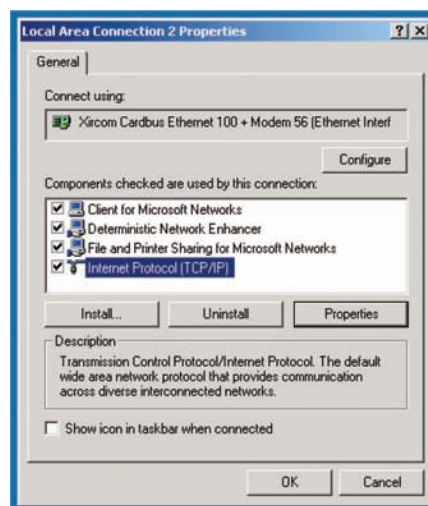 Local Area Connection 2 Properties
General
Connect using:
Xircom Cardbus Ethernet 100 + Modem 56 (Ethernet Interf
Configure
Components checked are used by this connection:
Client for Microsoft Networks
Deterministic Network Enhancer
File and Printer Sharing for Microsoft Networks
Internet Protocol (TCP/IP)
Install...
Uninstall
Properties
Description
Transmission Control Protocol/Internet Protocol. The default
wide area network protocol that provides communication
across diverse interconnected networks.
Show icon in taskbar when connected
OK
Cancel